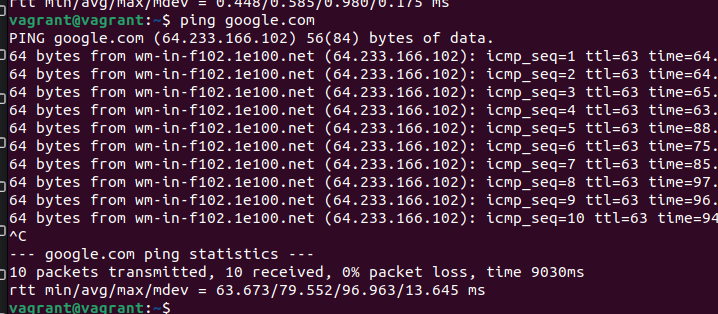 rtt min/avg/max/mdev = 0.448/0.585/0.980/0.175 ms
vagrant@vagrant:~$ ping google.com
PING google.com (64.233.166.102) 56(84) bytes of data.
64 bytes from wm-in-f102.1e100.net (64.233.166.102): icmp_seq=1 ttl=63 time=64.
64 bytes from wm-in-f102.1e100.net (64.233.166.102): icmp_seq=2 ttl=63 time=64.
64 bytes from wm-in-f102.1e100.net (64.233.166.102): icmp_seq=3 ttl=63 time=65.
64 bytes from wm-in-f102.1e100.net (64.233.166.102): icmp_seq=4 ttl=63 time=63.
64 bytes from wm-in-f102.1e100.net (64.233.166.102): icmp_seq=5 ttl=63 time=88.
64 bytes from wm-in-f102.1e100.net (64.233.166.102): icmp_seq=6 ttl=63 time=75.
64 bytes from wm-in-f102.1e100.net (64.233.166.102): icmp_seq=7 ttl=63 time=85.
64 bytes from wm-in-f102.1e100.net (64.233.166.102): icmp_seq=8 ttl=63 time=97.
64 bytes from wm-in-f102.1e100.net (64.233.166.102): icmp_seq=9 ttl=63 time=96.
64 bytes from wm-in-f102.1e100.net (64.233.166.102): icmp_seq=10 ttl=63 time=94
^C
--- google.com ping statistics ---
10 packets transmitted, 10 received, 0% packet loss, time 9030ms
rtt min/avg/max/mdev = 63.673/79.552/96.963/13.645 ms
vagrant@vagrant:~$